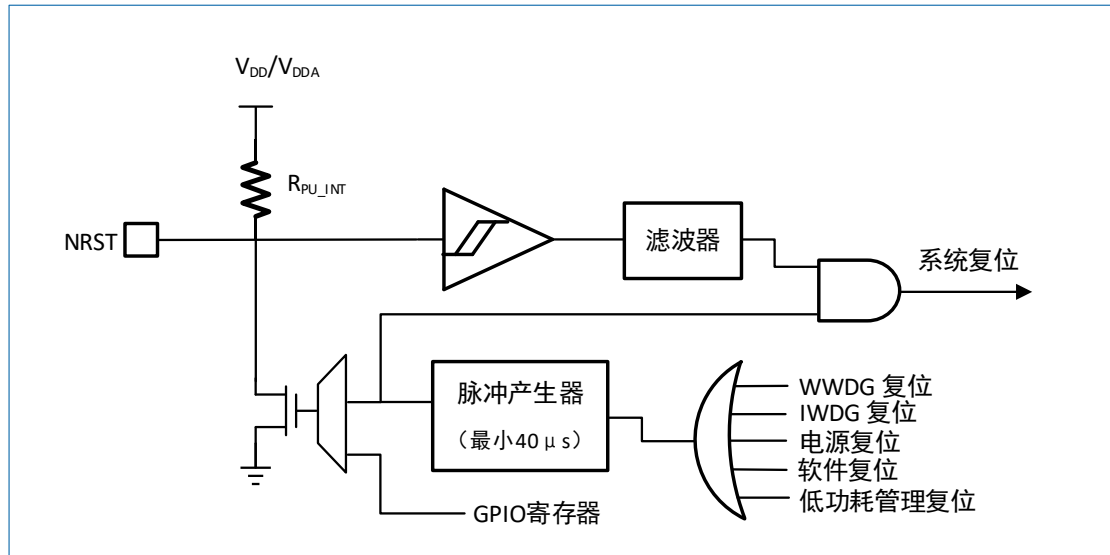 VDD/VDDA
RPU_INT
NRST
滤波器
系统复位
脉冲产生器
（最小40μs）
WWDG 复位
IWDG 复位
电源复位
软件复位
低功耗管理复位
GPIO寄存器